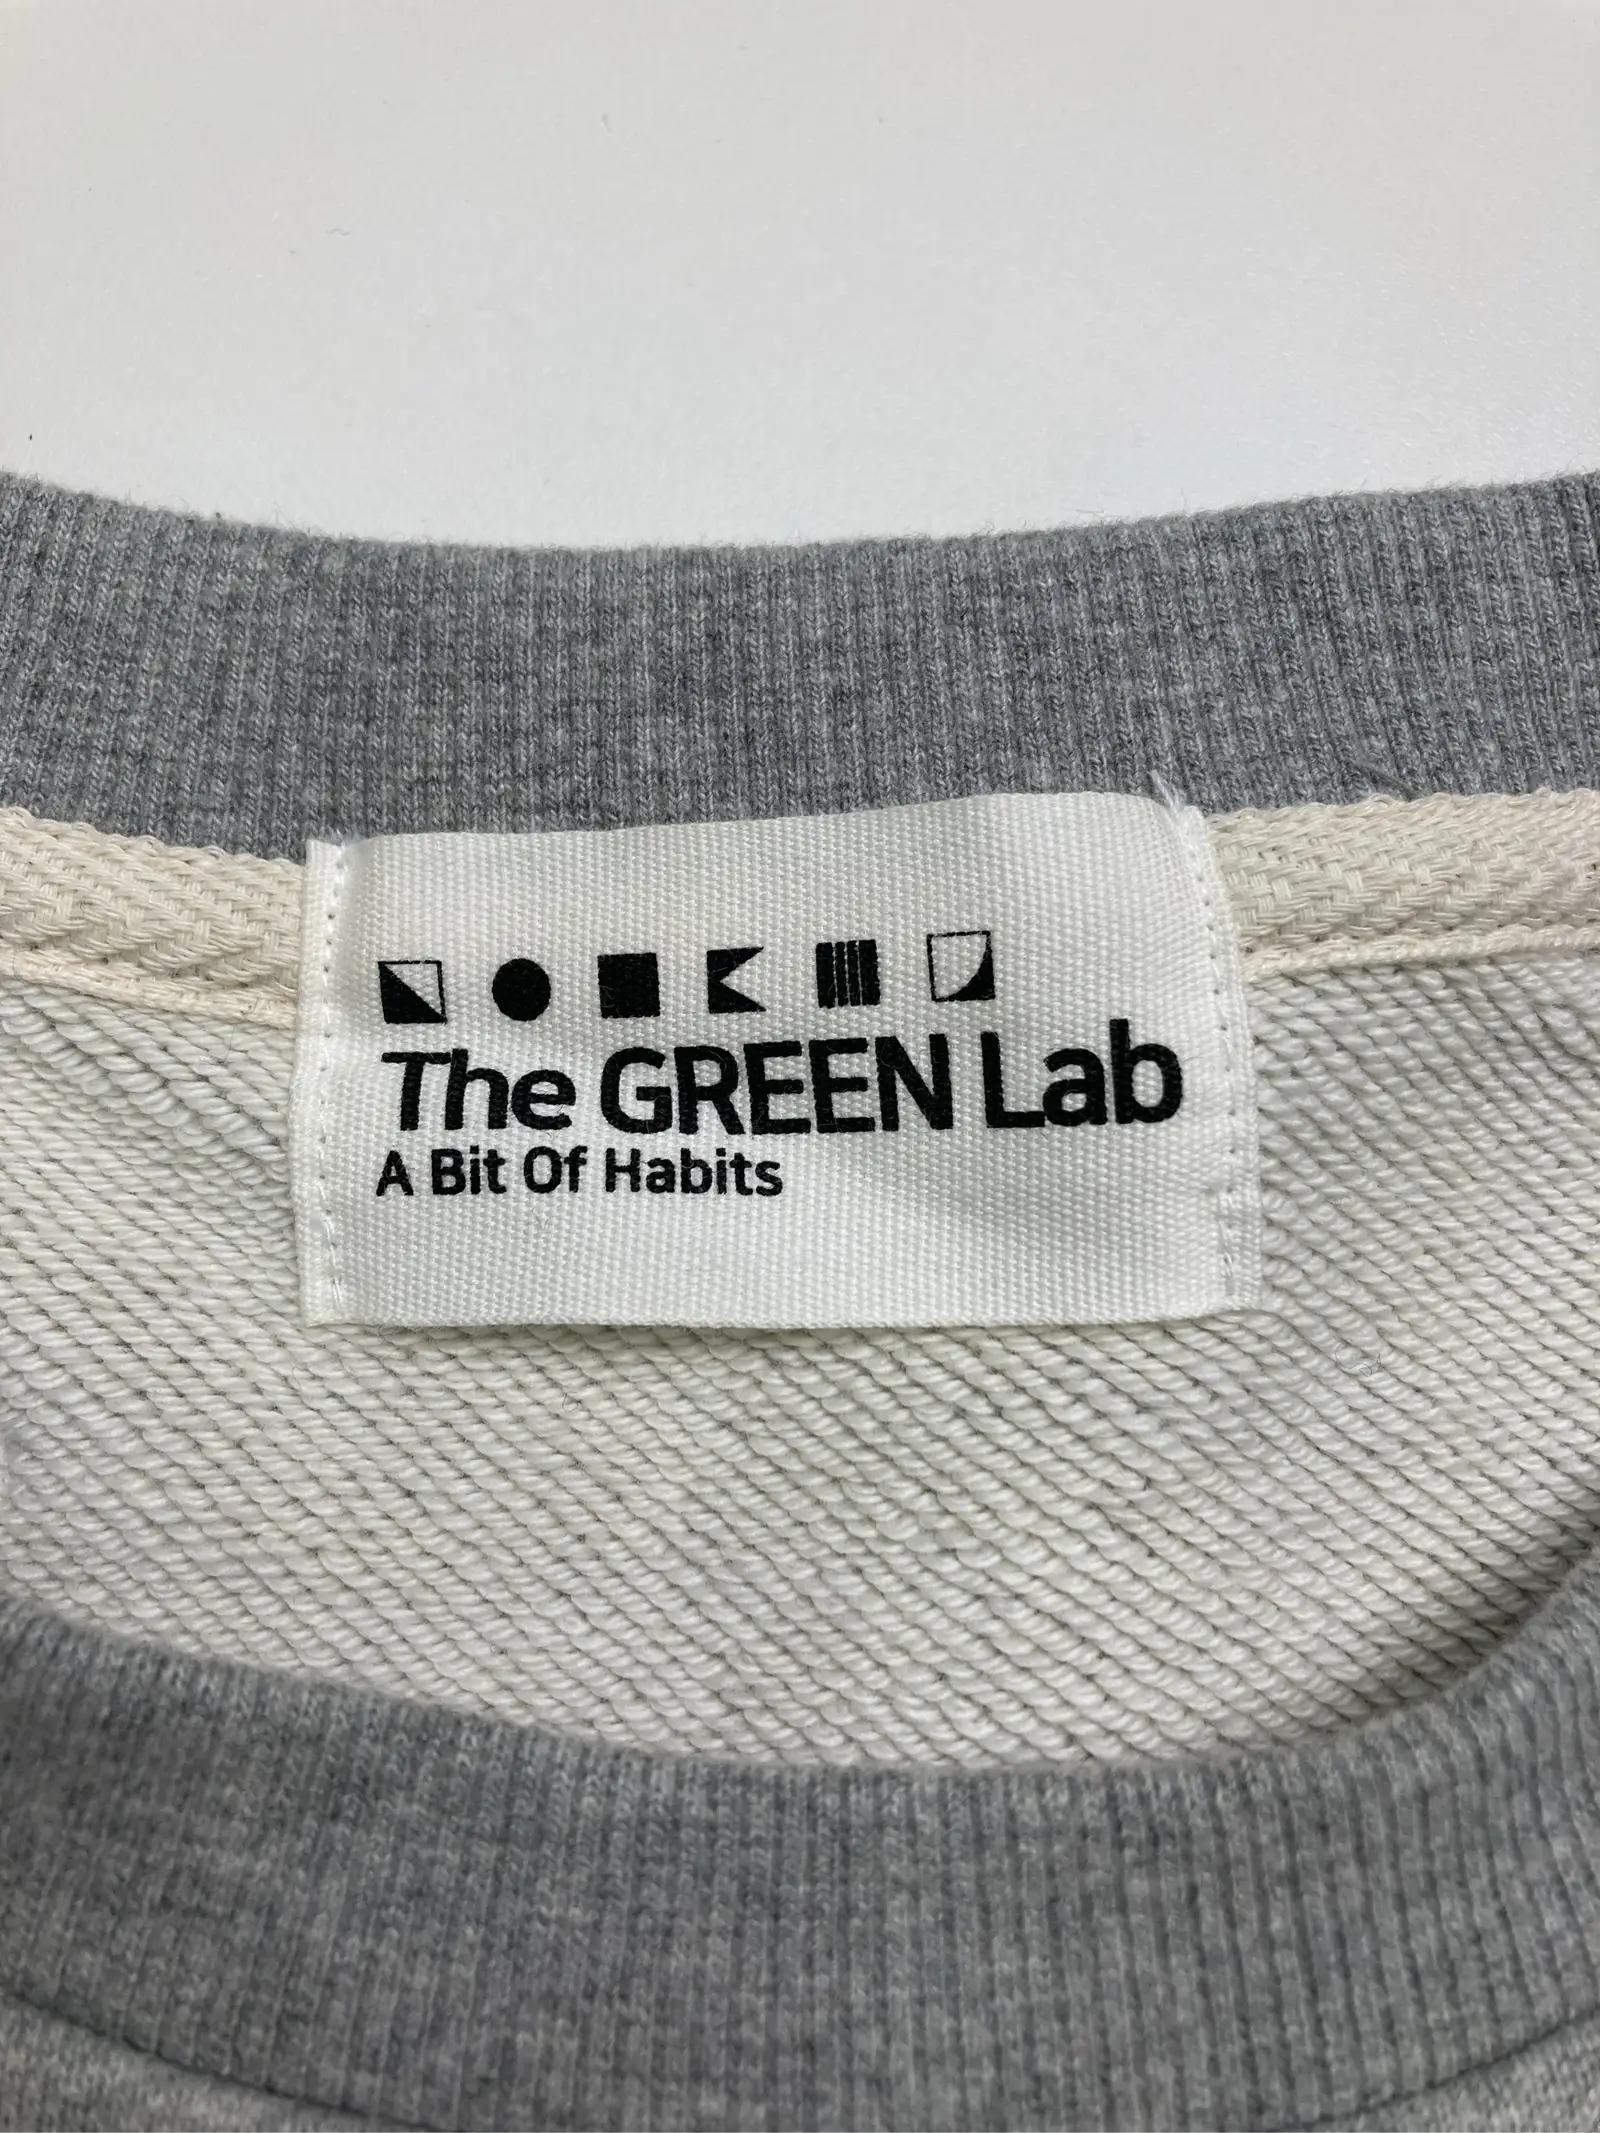 The GREEN Lab
A Bit Of Habits